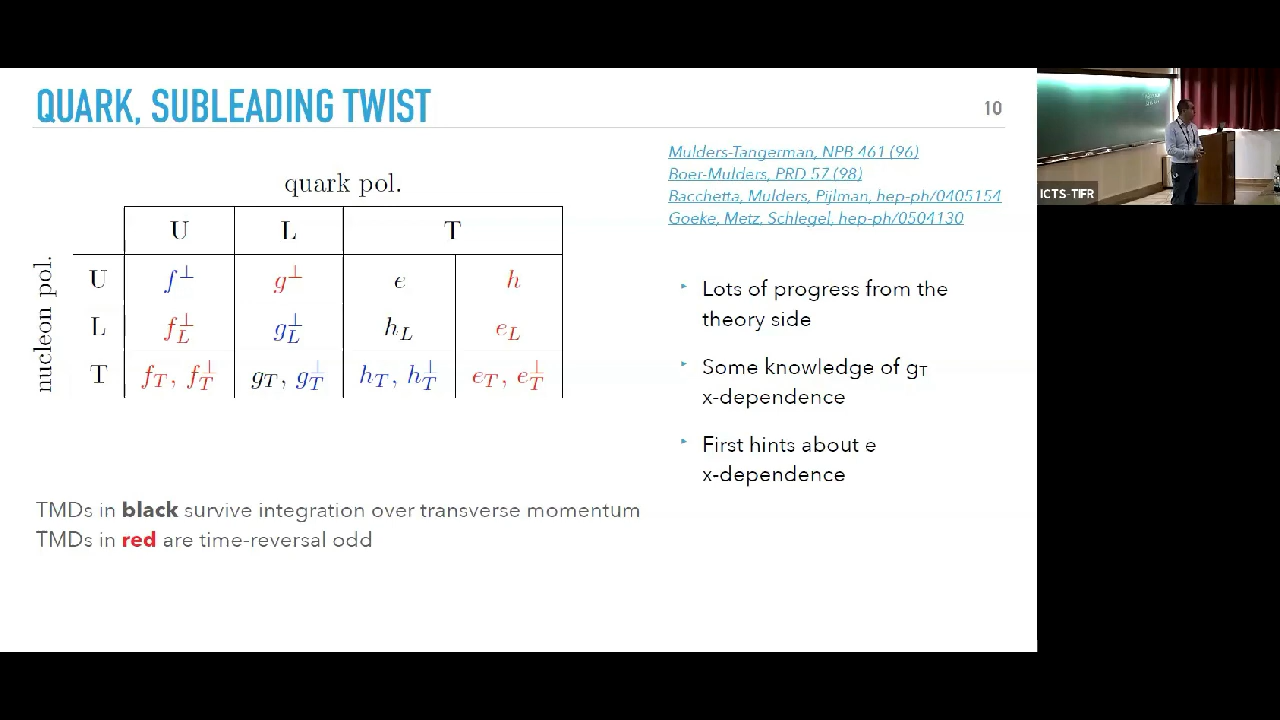 QUARK, SUBLEADING TWIST
10
Mulders-Tangerman, NPB 461 (96)
Boer-Mulders, PRD 57 (98)
Bacchetta, Mulders, Pijlman, hep-ph/0405154
Goeke, Metz, Schlegel, hep-ph/0504130
quark pol.
nucleon pol.
U L T
U f⊥ g⊥ e h
L f⊥L g⊥L hL eL
T fT, f⊥T gT, g⊥T hT, h⊥T eT, e⊥T
‣ Lots of progress from the
theory side
‣ Some knowledge of gT
x-dependence
‣ First hints about e
x-dependence
TMDs in black survive integration over transverse momentum
TMDs in red are time-reversal odd
ICTS-TIFR